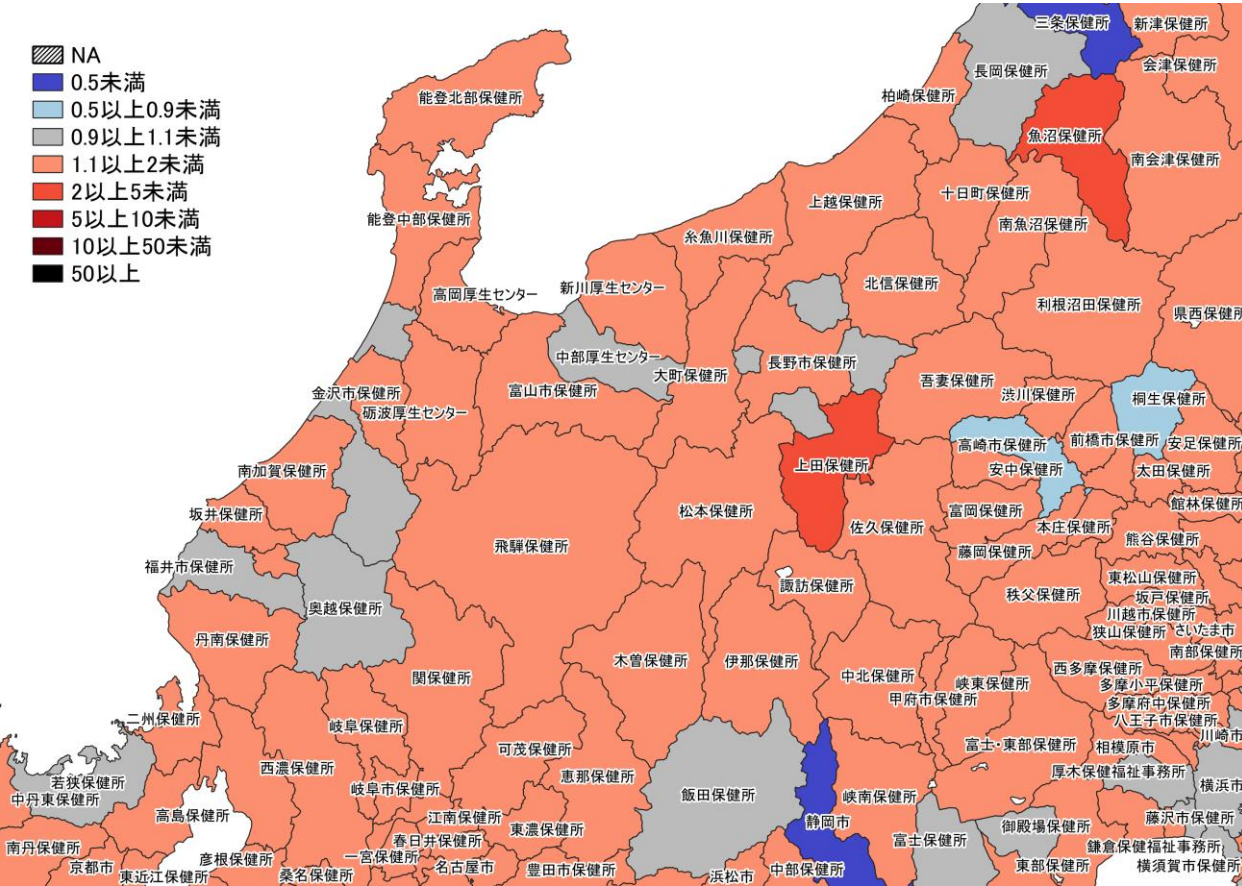 NA
0.5未満
0.5以上0.9未満
0.9以上1.1未満
1.1以上2未満
2以上5未満
5以上10未満
10以上50未満
50以上
三条保健所
新津保健所
長岡保健所
会津保健所
柏崎保健所
能登北部保健所
魚沼保健所
南会津保健所
十日町保健所
上越保健所
能登中部保健所
南魚沼保健所
糸魚川保健所
北信保健所
新川厚生センター
高岡厚生センター
利根沼田保健所
県西保健所
中部厚生センター
長野市保健所
大町保健所
吾妻保健所
富山市保健所
金沢市保健所
渋川保健所
桐生保健所
砺波厚生センター
高崎市保健所
前橋市保健所
安足保健所
南加賀保健所
上田保健所
安中保健所
太田保健所
坂井保健所
松本保健所
佐久保健所
富岡保健所
館林保健所
本庄保健所
飛騨保健所
藤岡保健所
熊谷保健所
福井市保健所
諏訪保健所
東松山保健所
秩父保健所
坂戸保健所
奥越保健所
川越市保健所
狭山保健所
さいたま市
丹南保健所
南部保健所
木曽保健所
伊那保健所
西多摩保健所
関保健所
中北保健所
峡東保健所
多摩小平保健所
甲府市保健所
多摩府中保健所
二州保健所
八王子市保健所
岐阜保健所
川崎市
可茂保健所
富士・東部保健所
相模原市
西濃保健所
恵那保健所
厚木保健福祉事務所
若狭保健所
岐阜市保健所
飯田保健所
峡南保健所
横浜市
中丹東保健所
高島保健所
江南保健所
静岡市
藤沢市保健所
東濃保健所
御殿場保健所
春日井保健所
富士保健所
鎌倉保健福祉事務所
南丹保健所
彦根保健所
一宮保健所
京都市
名古屋市
豊田市保健所
中部保健所
東部保健所
横須賀市保健所
東近江保健所
桑名保健所
浜松市